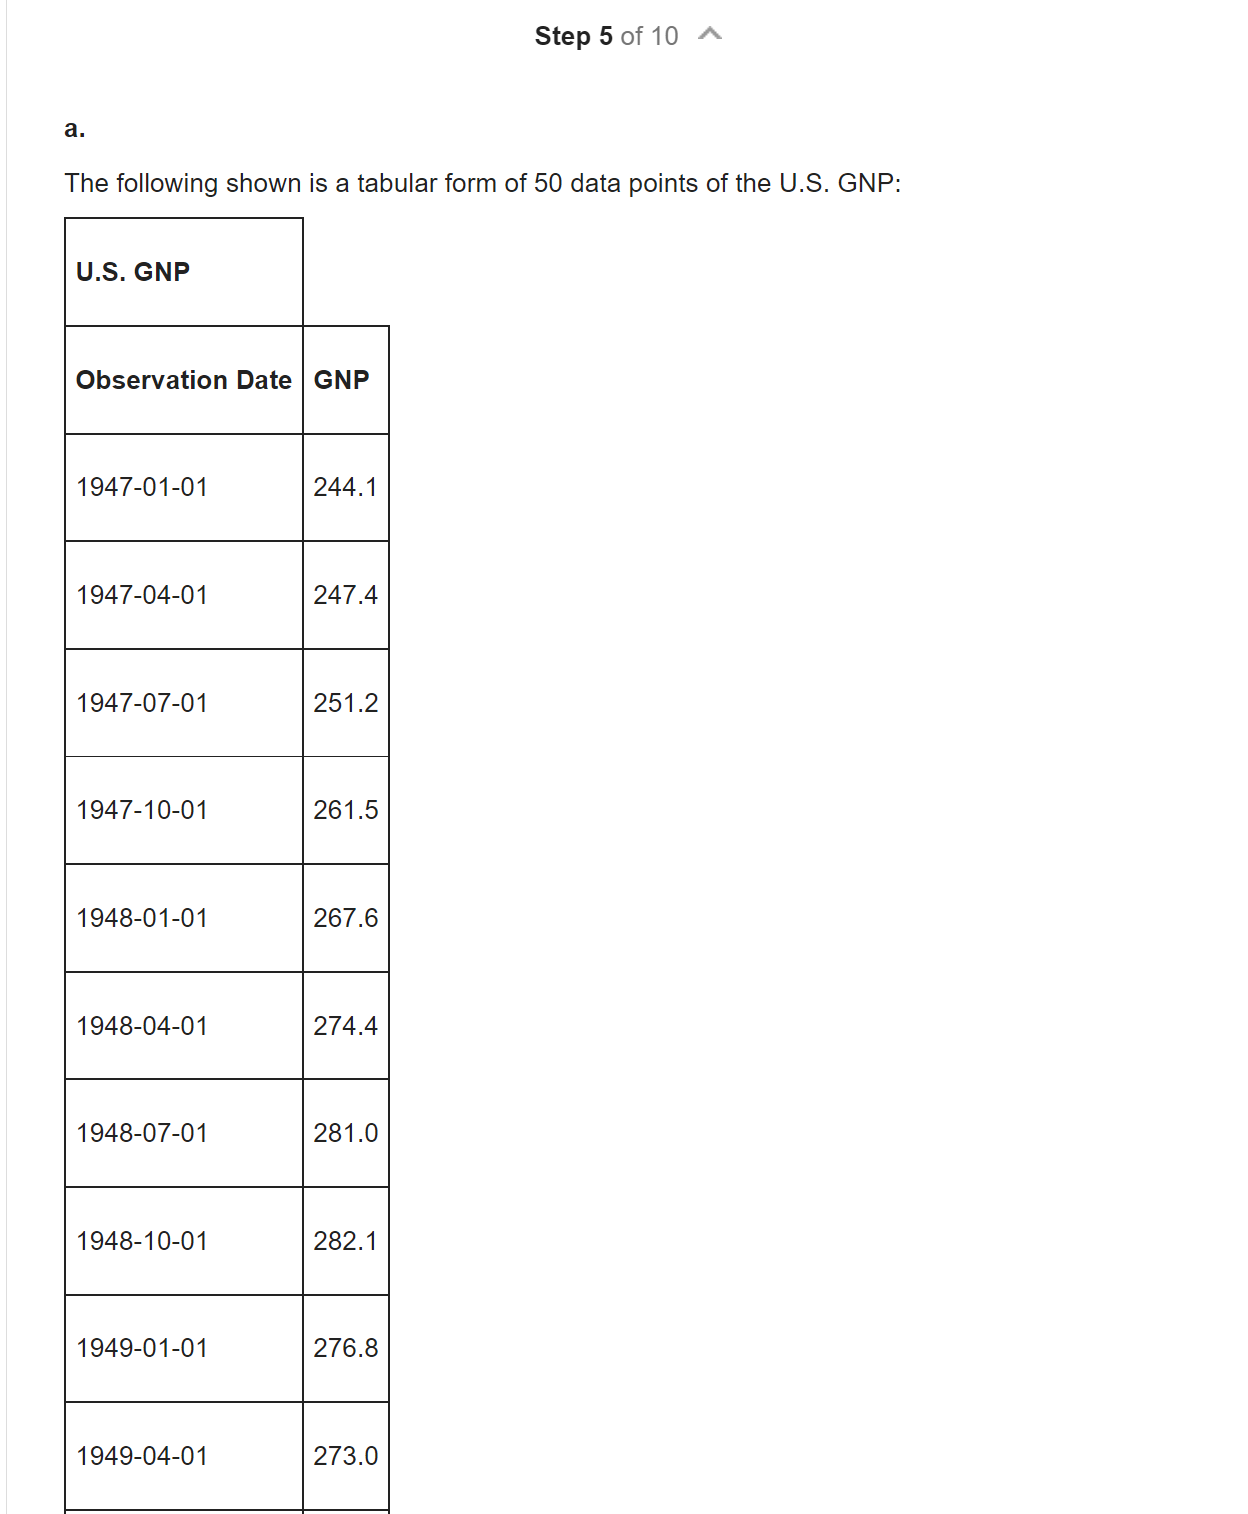 Step 5 of 10
a.
The following shown is a tabular form of 50 data points of the U.S. GNP:
U.S. GNP
Observation Date GNP
1947-01-01 244.1
1947-04-01 247.4
1947-07-01 251.2
1947-10-01 261.5
1948-01-01 267.6
1948-04-01 274.4
1948-07-01 281.0
1948-10-01 282.1
1949-01-01 276.8
1949-04-01 273.0